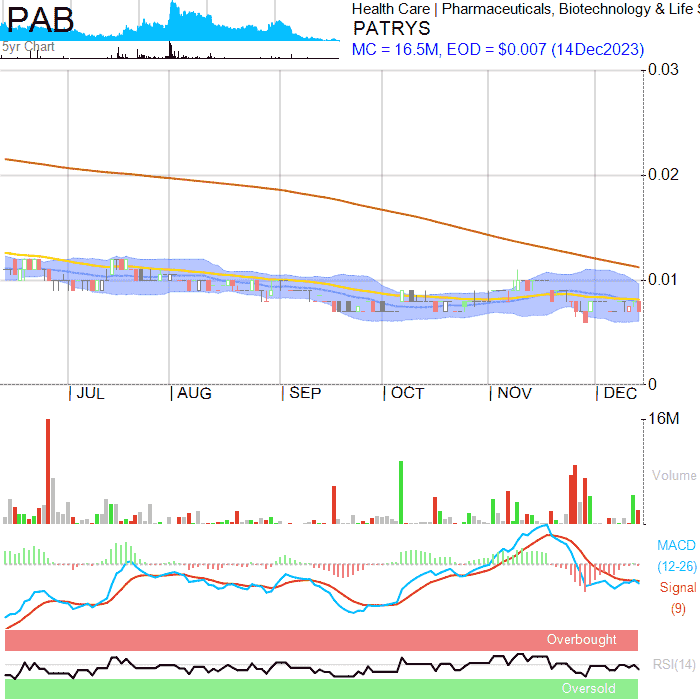 PAB
5yr Chart
Health Care | Pharmaceuticals, Biotechnology & Life S
PATRYS
MC = 16.5M, EOD = $0.007 (14Dec2023)
0.03
0.02
0.01
0
JUL AUG SEP OCT NOV DEC
16M
Volume
MACD
(12-26)
Signal
(9)
Overbought
RSI(14)
Oversold